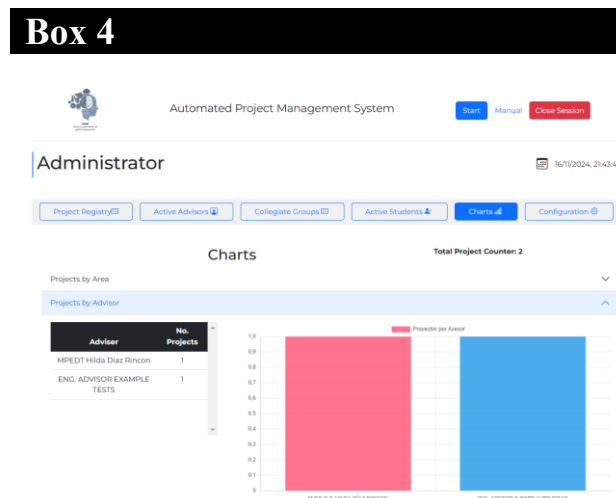 Box 4
Automated Project Management System
Start
Manual
Close Session
Administrator
16/11/2024, 21:43:4
Project Registry
Active Advisors
Collegiate Groups
Active Students
Charts
Configuration
Charts
Total Project Counter: 2
Projects by Area
Projects by Advisor
Adviser
No. Projects
MPEDT Hilda Diaz Rincon 1
ENG. ADVISOR EXAMPLE 1
TESTS
Proyectos por Asesor
1,0
0,9
0,8
0,7
0,6
0,5
0,4
0,3
0,2
0,1
0